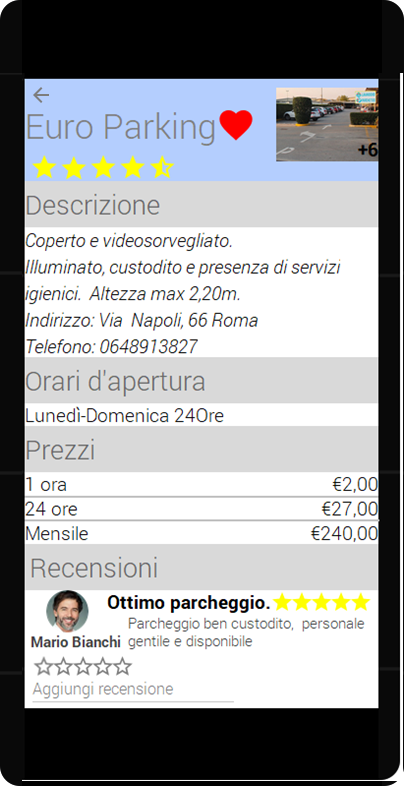 Euro Parking
+6
Descrizione
Coperto e videosorvegliato.
Illuminato, custodito e presenza di servizi
igienici. Altezza max 2,20m.
Indirizzo: Via Napoli, 66 Roma
Telefono: 0648913827
Orari d'apertura
Lunedì-Domenica 24Ore
Prezzi
1 ora €2,00
24 ore €27,00
Mensile €240,00
Recensioni
Ottimo parcheggio.
Parcheggio ben custodito, personale
gentile e disponibile
Mario Bianchi
Aggiungi recensione